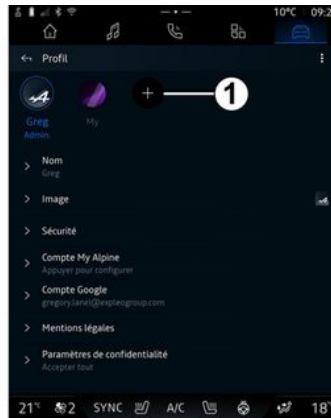 10°C 09:2
Profil
1
Greg
Admin.
My
Nom
Greg
Image
Sécurité
Compte My Alpine
Appuyer pour configurer
Compte Google
gregory.lanel@expleogroup.com
Mentions légales
Paramètres de confidentialité
Accepter tout
21°C 2 SYNC A/C 18°